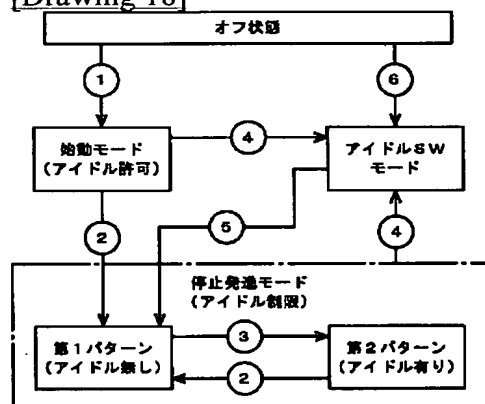 [Drawing 18]
オフ状態
1
6
始動モード
(アイドル許可)
4
アイドルSW
モード
2
5
4
停止発進モード
(アイドル制限)
第1パターン
(アイドル無し)
3
第2パターン
(アイドル有り)
2